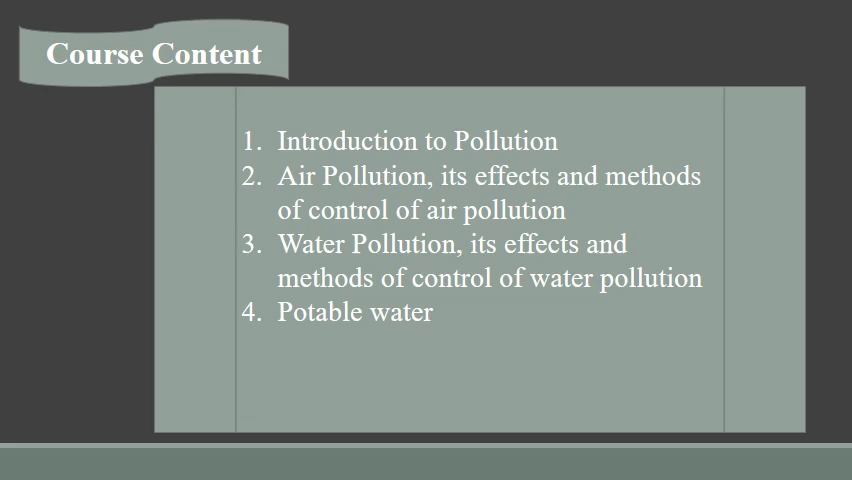 Course Content
1. Introduction to Pollution
2. Air Pollution, its effects and methods
of control of air pollution
3. Water Pollution, its effects and
methods of control of water pollution
4. Potable water